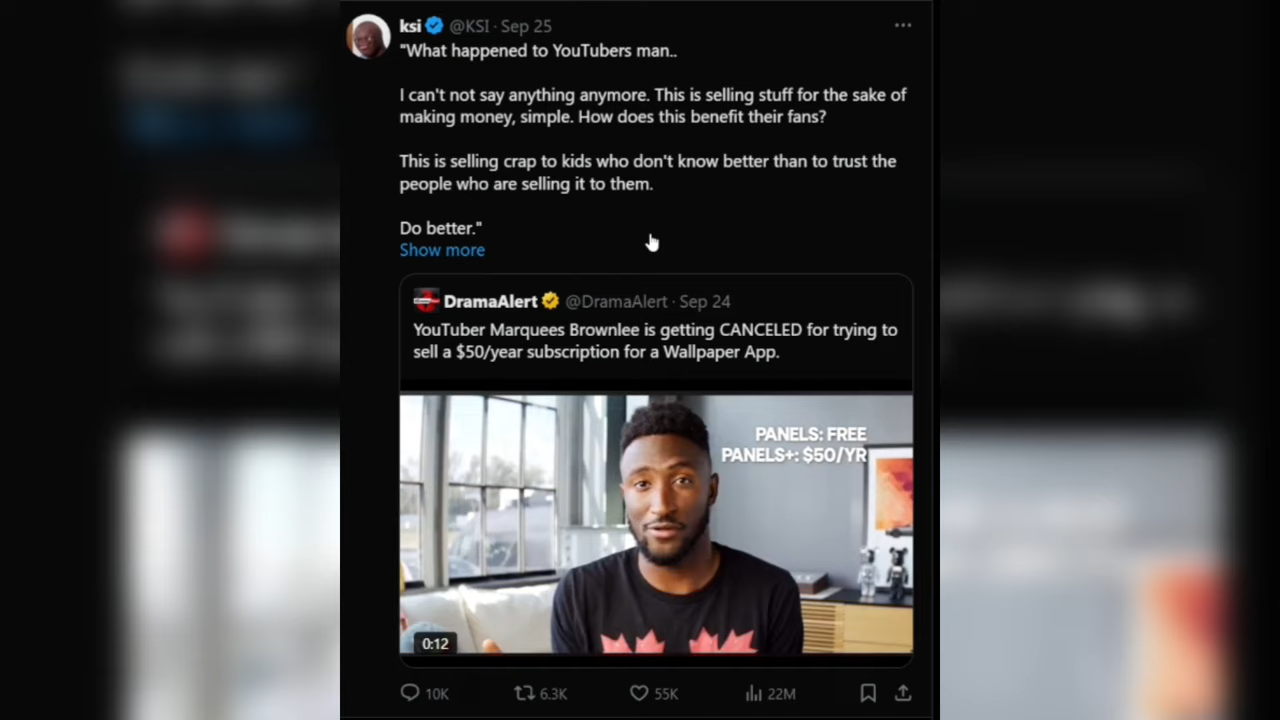 ksi @KSI · Sep 25
"What happened to YouTubers man..
I can't not say anything anymore. This is selling stuff for the sake of
making money, simple. How does this benefit their fans?
This is selling crap to kids who don't know better than to trust the
people who are selling it to them.
Do better."
Show more
DramaAlert @DramaAlert · Sep 24
YouTuber Marquees Brownlee is getting CANCELED for trying to
sell a $50/year subscription for a Wallpaper App.
PANELS: FREE
PANELS+: $50/YR
0:12
10K 6.3K 55K 22M